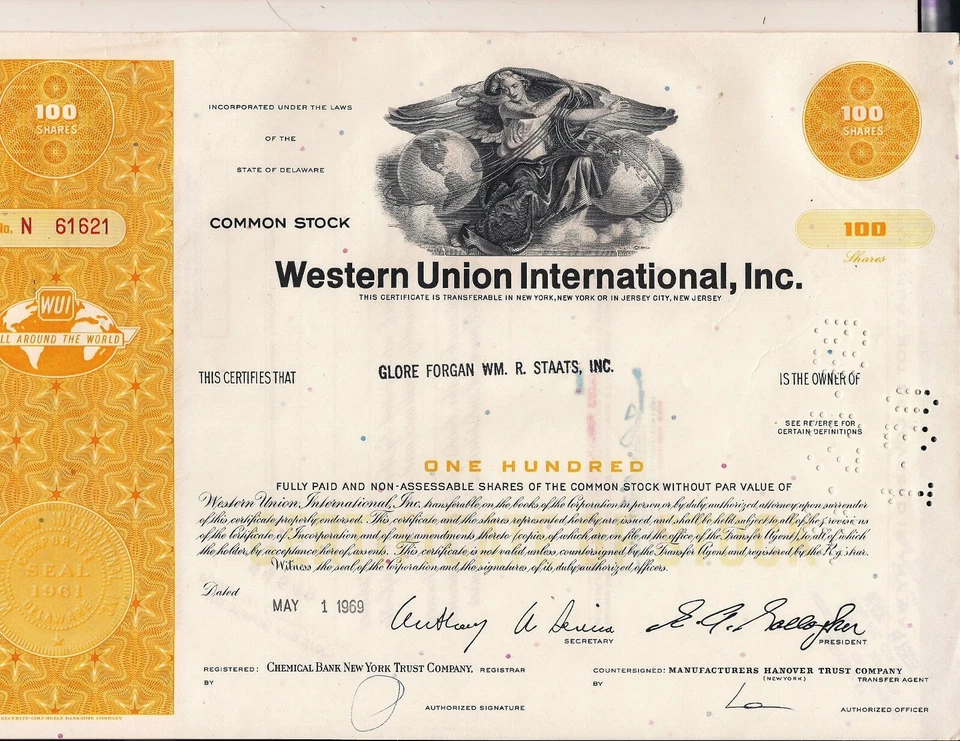 100
SHARES
INCORPORATED UNDER THE LAWS
OF THE
STATE OF DELAWARE
100
SHARES
No. N 61621
COMMON STOCK
100
Shares
Western Union International, Inc.
THIS CERTIFICATE IS TRANSFERABLE IN NEW YORK, NEW YORK OR IN JERSEY CITY, NEW JERSEY
WUI
ALL AROUND THE WORLD
THIS CERTIFIES THAT
GLORE FORGAN WM. R. STAATS, INC.
IS THE OWNER OF
SEE REVERSE FOR
CERTAIN DEFINITIONS
ONE HUNDRED
FULLY PAID AND NON-ASSESSABLE SHARES OF THE COMMON STOCK WITHOUT PAR VALUE OF
Western Union International, Inc. transferable on the books of the Corporation in person or by duly authorized attorney upon surrender
of this certificate properly endorsed. This certificate and the shares represented hereby are issued and shall be held subject to all of the provisions
of the Certificate of Incorporation and of any amendments thereto (copies of which are on file at the office of the Transfer Agent), to all of which
the holder, by acceptance hereof, assents. This certificate is not valid unless countersigned by the Transfer Agent and registered by the Registrar.
Witness, the seal of the Corporation and the signatures of its duly authorized officers.
SEAL
1961
DELAWARE
Dated
MAY 1 1969
SECRETARY
PRESIDENT
REGISTERED: CHEMICAL BANK NEW YORK TRUST COMPANY, REGISTRAR
BY
AUTHORIZED SIGNATURE
COUNTERSIGNED: MANUFACTURERS HANOVER TRUST COMPANY
(NEW YORK)
TRANSFER AGENT
BY
AUTHORIZED OFFICER
SECURITY-COLUMBIAN BANKNOTE COMPANY